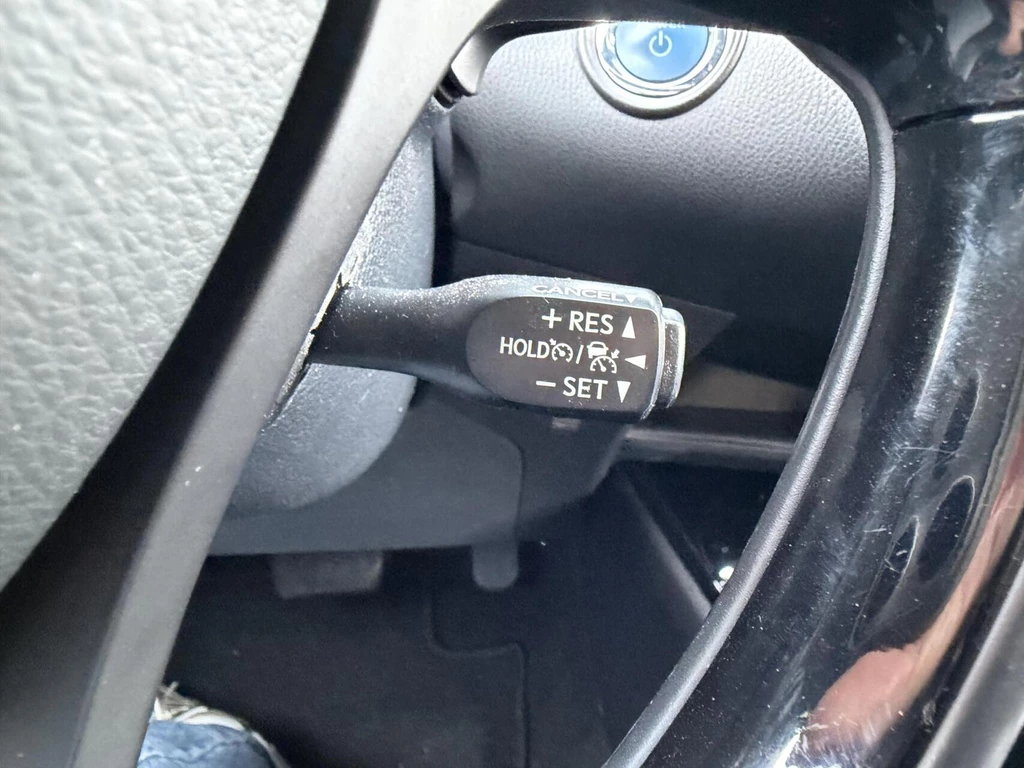 CANCEL
+ RES
HOLD /
− SET